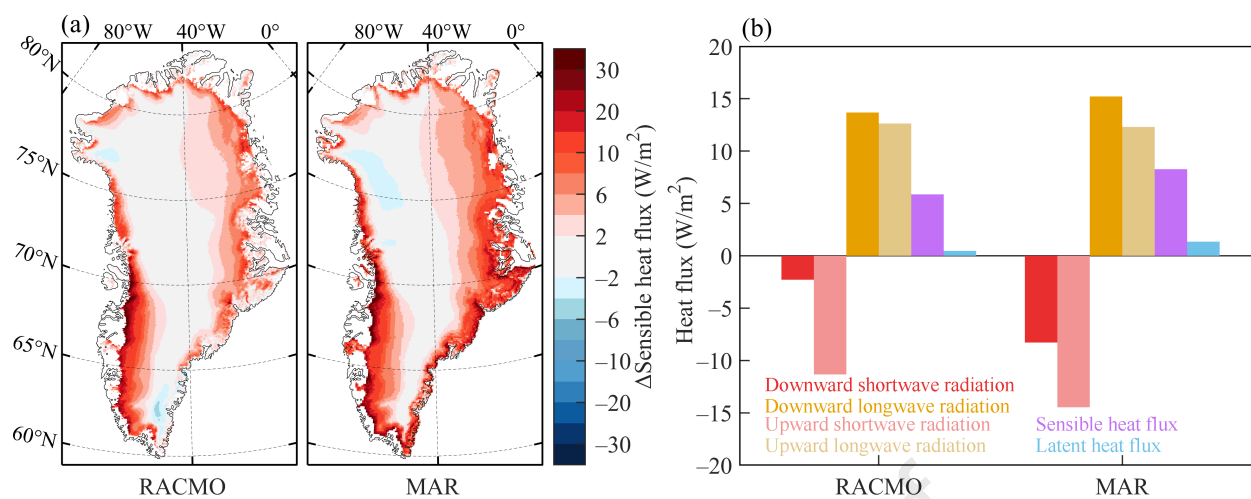 (a)
80°W 40°W 0° 80°W 40°W 0°
80°N
75°N
70°N
65°N
60°N
RACMO MAR
30
20
10
6
2
−2
−6
−10
−20
−30
ΔSensible heat flux (W/m²)
(b)
20
15
10
5
0
−5
−10
−15
−20
Heat flux (W/m²)
Downward shortwave radiation
Downward longwave radiation
Upward shortwave radiation Sensible heat flux
Upward longwave radiation Latent heat flux
RACMO MAR